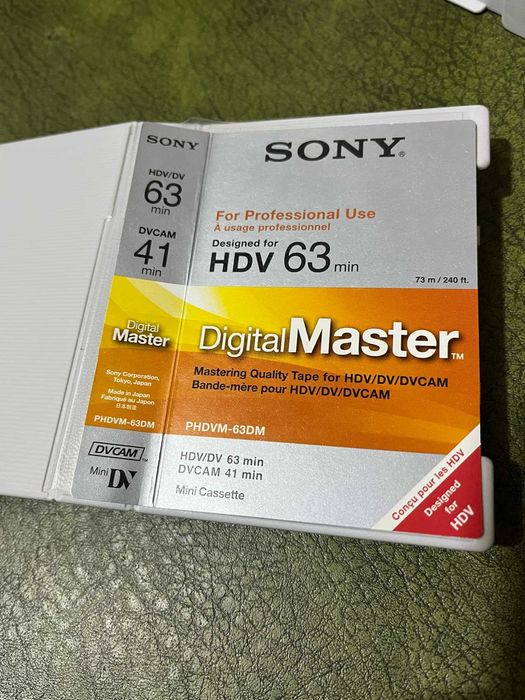 SONY
HDV/DV
63
min
DVCAM
41
min
Digital
Master
Sony Corporation,
Tokyo, Japan
Made in Japan
Fabriqué au Japon
日本製造
PHDVM-63DM
DVCAM™
Mini DV
SONY®
For Professional Use
À usage professionnel
Designed for
HDV 63 min
73 m / 240 ft.
DigitalMaster™
Mastering Quality Tape for HDV/DV/DVCAM
Bande-mère pour HDV/DV/DVCAM
PHDVM-63DM
HDV/DV 63 min
DVCAM 41 min
Mini Cassette
Conçu pour les HDV
Designed
for
HDV